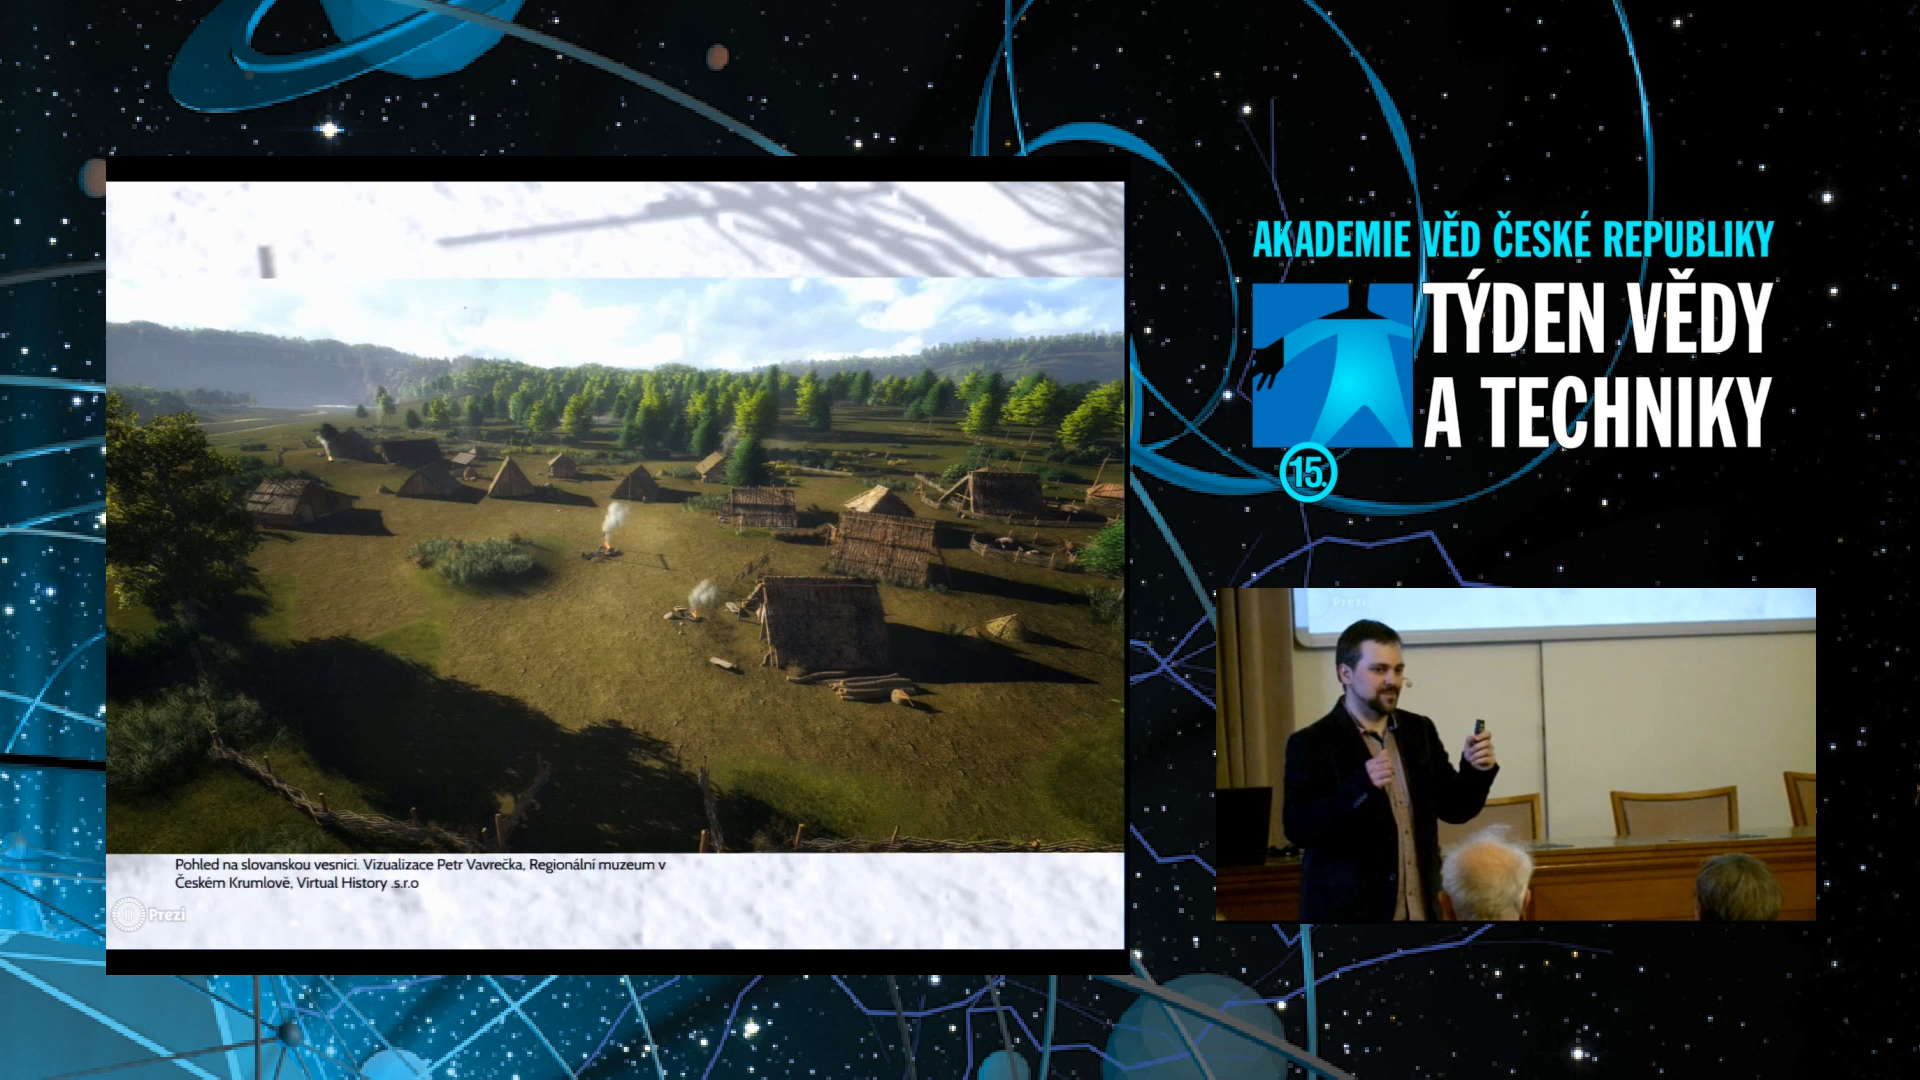 AKADEMIE VĚD ČESKÉ REPUBLIKY
TÝDEN VĚDY
A TECHNIKY
15.
Pohled na slovanskou vesnici. Vizualizace Petr Vavrečka, Regionální muzeum v
Českém Krumlově, Virtual History .s.r.o
Prezi
Prezi